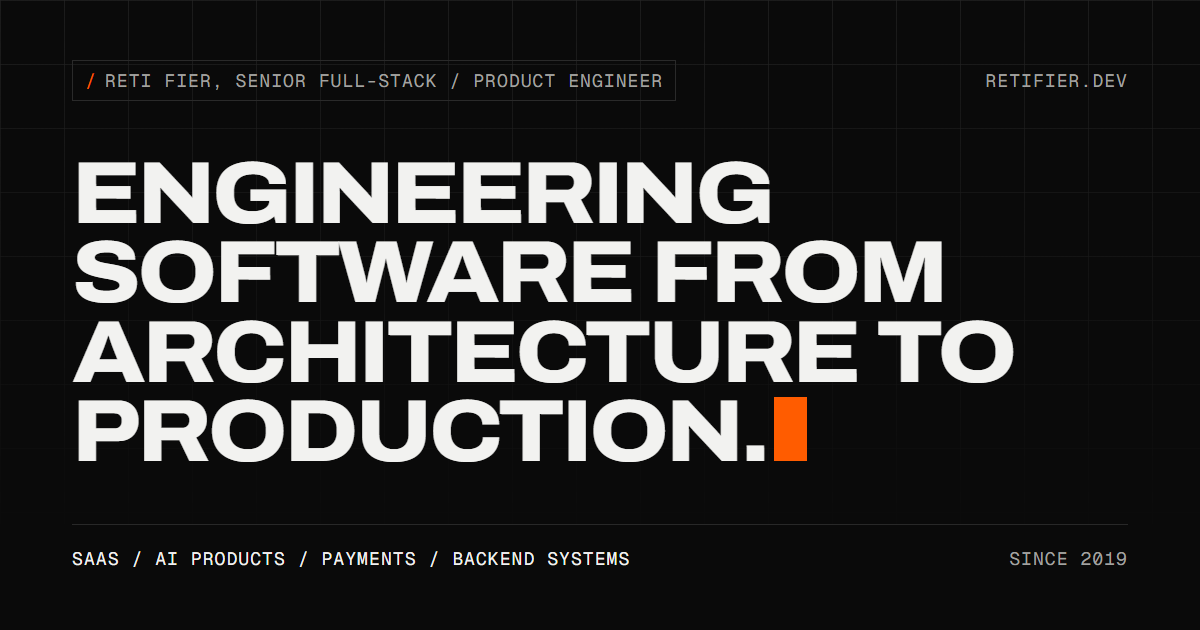 / RETI FIER, SENIOR FULL-STACK / PRODUCT ENGINEER
RETIFIER.DEV
ENGINEERING
SOFTWARE FROM
ARCHITECTURE TO
PRODUCTION.
SAAS / AI PRODUCTS / PAYMENTS / BACKEND SYSTEMS
SINCE 2019